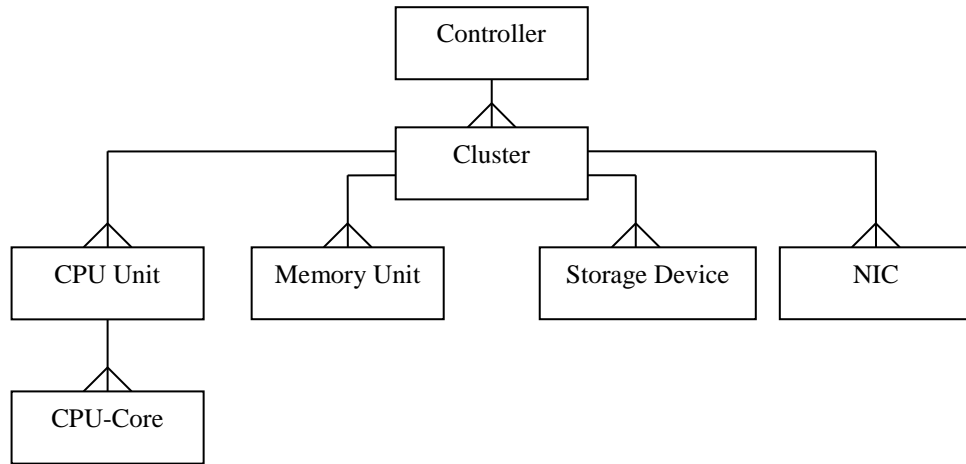 Controller
Cluster
CPU Unit
Memory Unit
Storage Device
NIC
CPU-Core